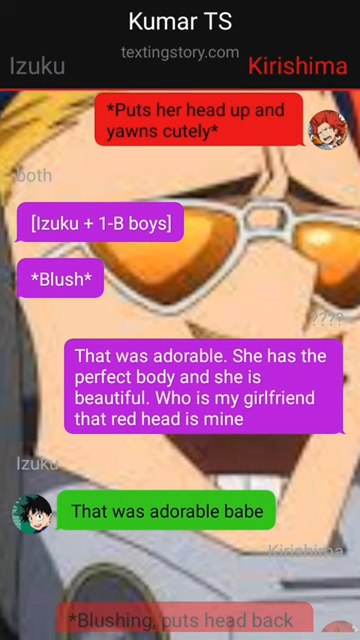 Kumar TS
textingstory.com
Izuku
Kirishima
*Puts her head up and
yawns cutely*
both
[Izuku + 1-B boys]
*Blush*
????
That was adorable. She has the
perfect body and she is
beautiful. Who is my girlfriend
that red head is mine
Izuku
That was adorable babe
Kirishima
*Blushing, puts head back